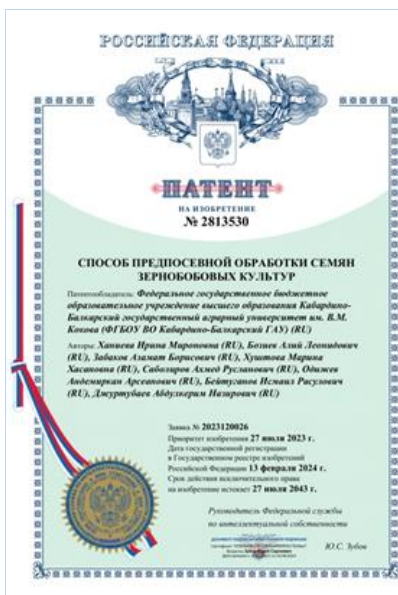 РОССИЙСКАЯ ФЕДЕРАЦИЯ
ПАТЕНТ
НА ИЗОБРЕТЕНИЕ
№ 2813530
СПОСОБ ПРЕДПОСЕВНОЙ ОБРАБОТКИ СЕМЯН
ЗЕРНОБОБОВЫХ КУЛЬТУР
Патентообладатель: Федеральное государственное бюджетное
образовательное учреждение высшего образования Кабардино-
Балкарский государственный аграрный университет им. В.М.
Кокова (ФГБОУ ВО Кабардино-Балкарский ГАУ) (RU)
Авторы: Ханиева Ирина Мироновна (RU), Бозиев Алий Леонидович
(RU), Забаков Азамат Борисович (RU), Хуштова Марина
Хасановна (RU), Саболиров Ахмед Русланович (RU), Одижев
Андемиркан Арсенович (RU), Бейтуганов Исмаил Расулович
(RU), Джуртубаев Абдулкерим Назирович (RU)
Заявка № 2023120026
Приоритет изобретения 27 июля 2023 г.
Дата государственной регистрации
в Государственном реестре изобретений
Российской Федерации 13 февраля 2024 г.
Срок действия исключительного права
на изобретение истекает 27 июля 2043 г.
Руководитель Федеральной службы
по интеллектуальной собственности
Ю.С. Зубов